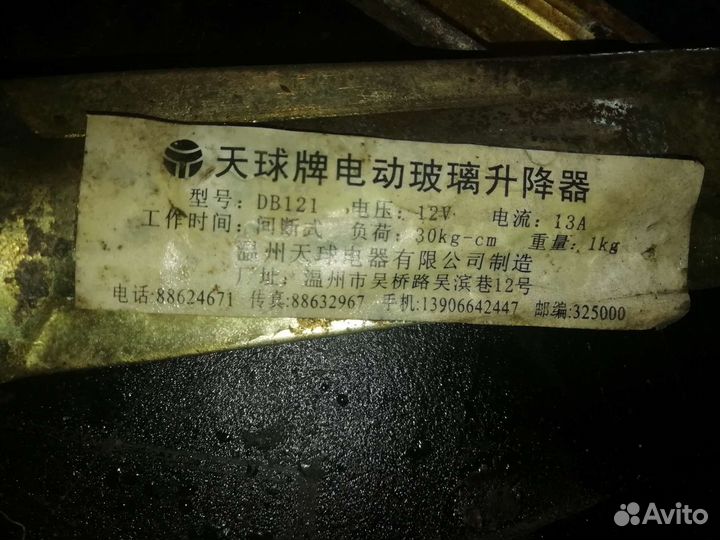 天球牌电动玻璃升降器
型号: DB121 电压: 12V 电流: 13A
工作时间: 间断式 负荷: 30kg-cm 重量: 1kg
温州天球电器有限公司制造
厂址: 温州市吴桥路吴滨巷12号
电话:88624671 传真:88632967 手机:13906642447 邮编:325000
Avito